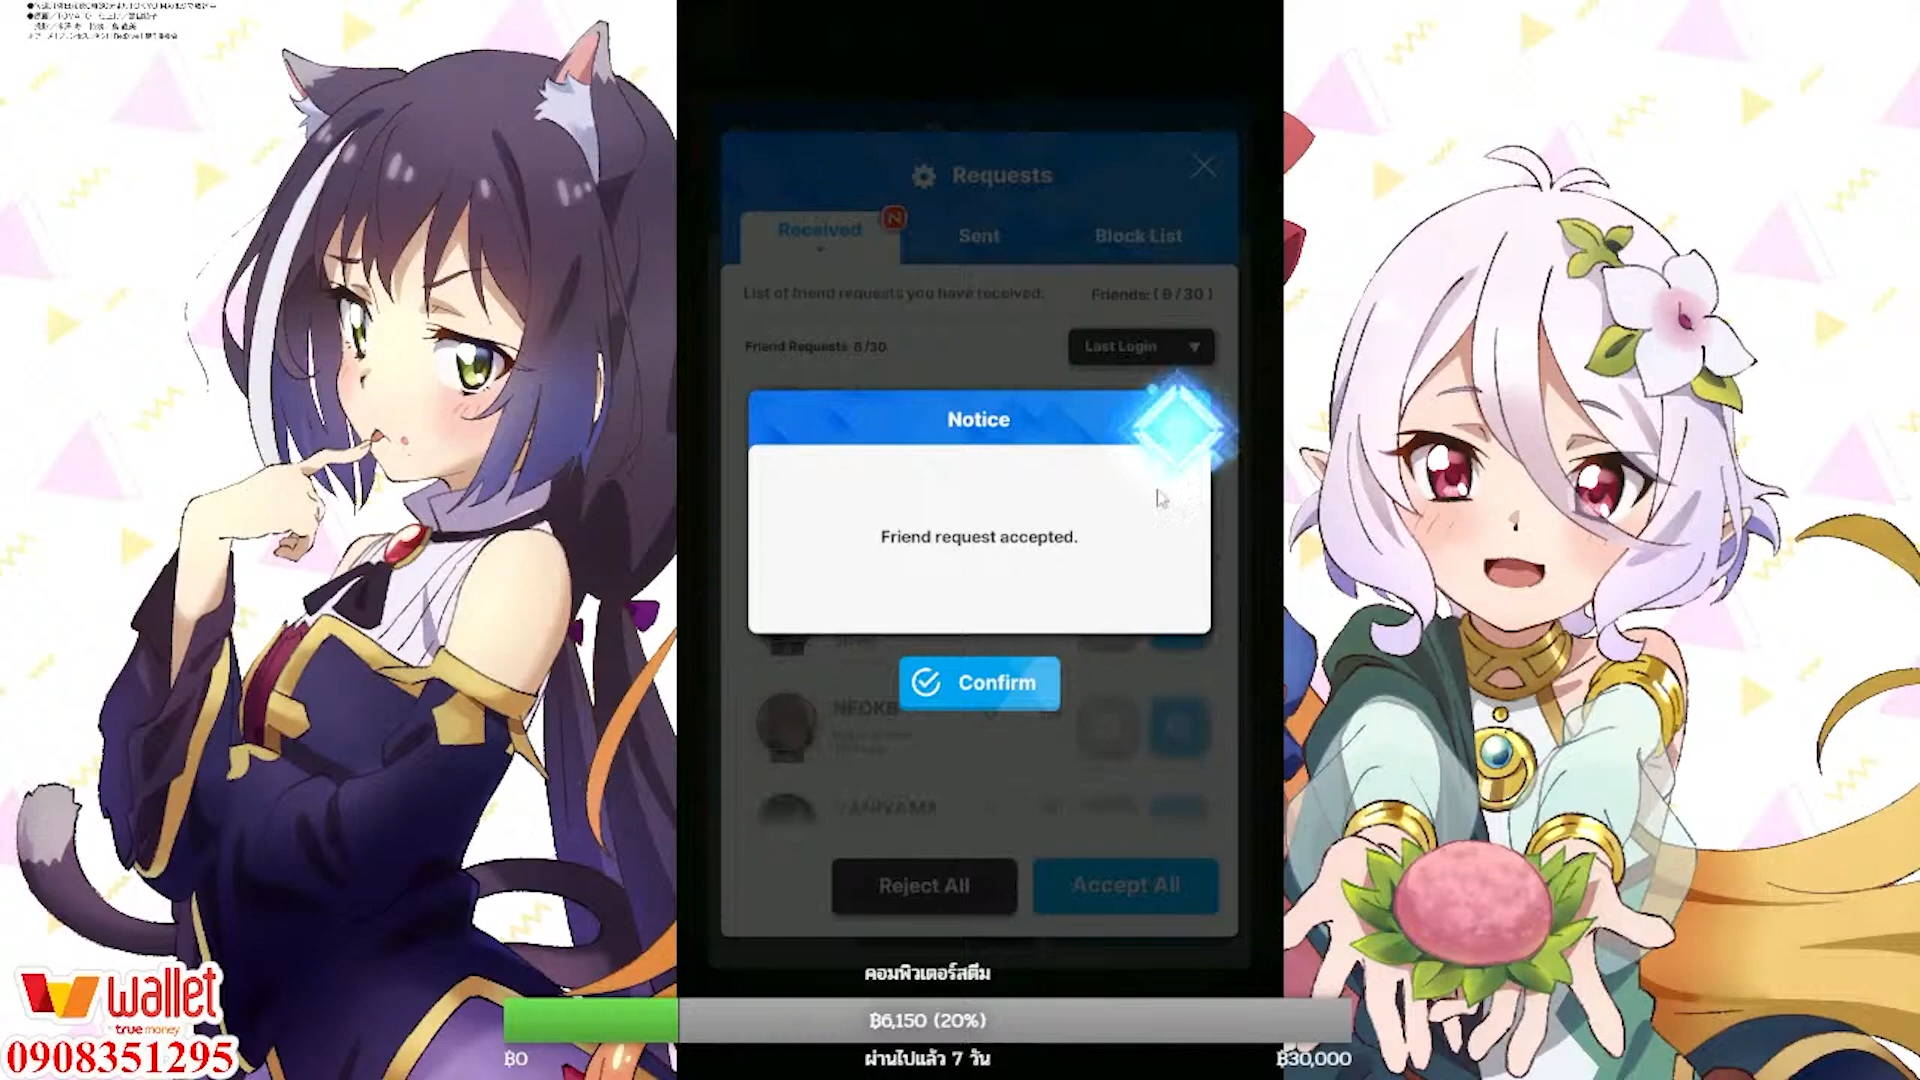 Requests
Received
N
Sent
Block List
List of friend requests you have received.
Friends: ( 8 / 30 )
Friend Requests 8/30
Last Login
Notice
Friend request accepted.
Confirm
NEOKB
Reject All
Accept All
คอมพิวเตอร์สตีม
฿6,150 (20%)
฿0
ผ่านไปแล้ว 7 วัน
฿30,000
wallet
true money
0908351295